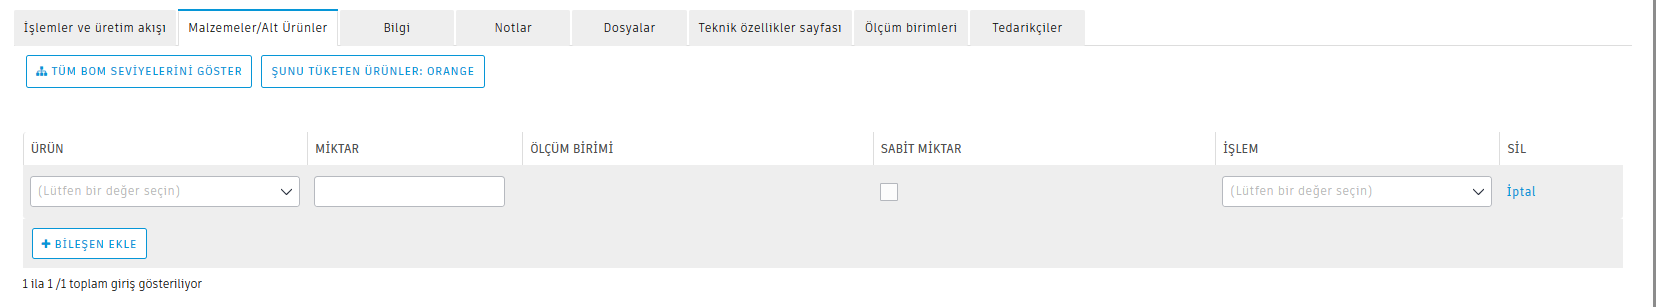 İşlemler ve üretim akışı Malzemeler/Alt Ürünler Bilgi Notlar Dosyalar Teknik özellikler sayfası Ölçüm birimleri Tedarikçiler
TÜM BOM SEVİYELERİNİ GÖSTER ŞUNU TÜKETEN ÜRÜNLER: ORANGE
ÜRÜN MİKTAR ÖLÇÜM BİRİMİ SABİT MİKTAR İŞLEM SİL
(Lütfen bir değer seçin) (Lütfen bir değer seçin) İptal
+ BİLEŞEN EKLE
1 ila 1 /1 toplam giriş gösteriliyor